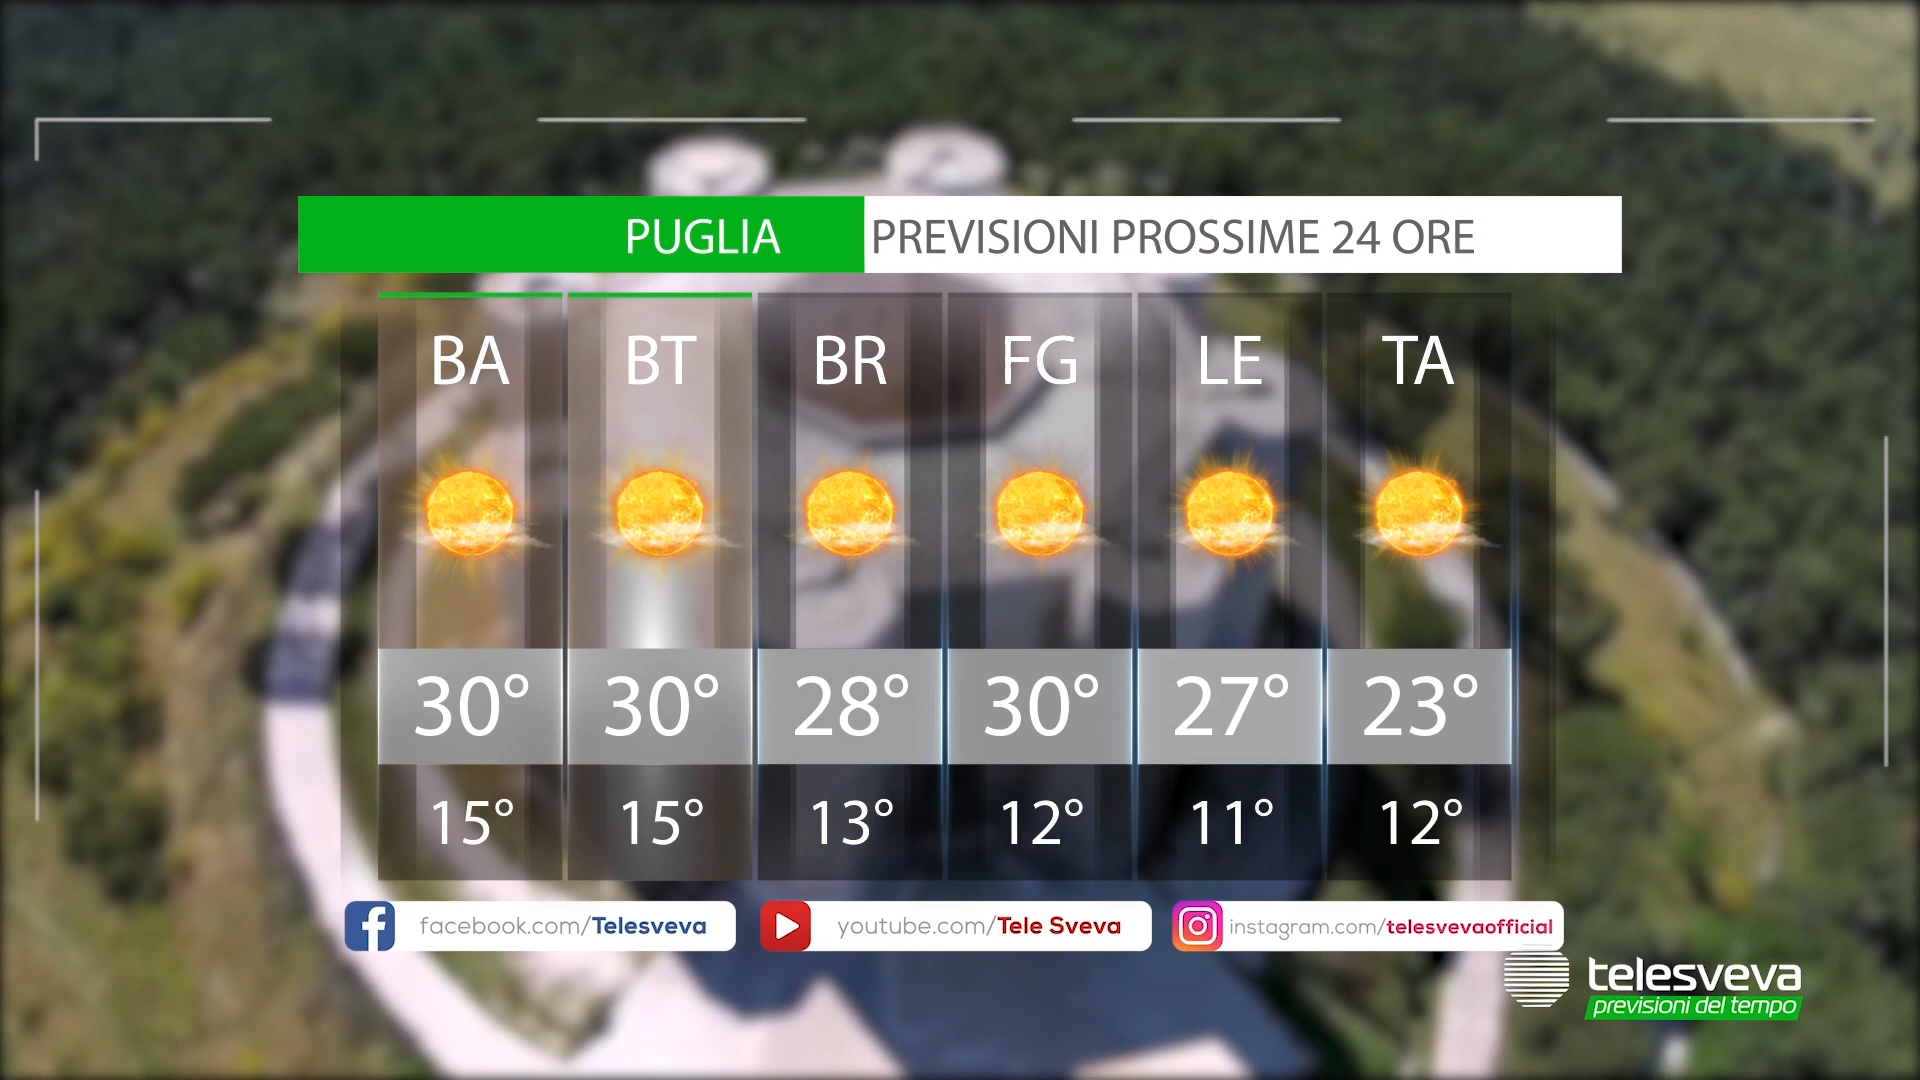 PUGLIA PREVISIONI PROSSIME 24 ORE
BA BT BR FG LE TA
30° 30° 28° 30° 27° 23°
15° 15° 13° 12° 11° 12°
facebook.com/Telesveva youtube.com/Tele Sveva instagram.com/telesvevaofficial
telesveva
previsioni del tempo